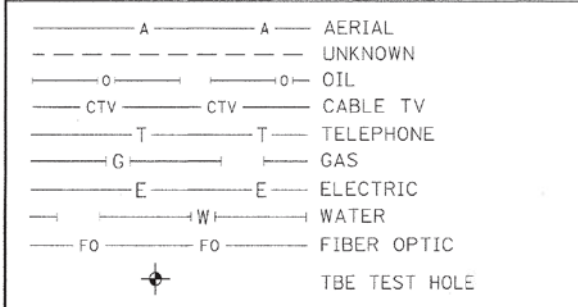 A A AERIAL
UNKNOWN
O O OIL
CTV CTV CABLE TV
T T TELEPHONE
G GAS
E E ELECTRIC
W WATER
FO FO FIBER OPTIC
TBE TEST HOLE